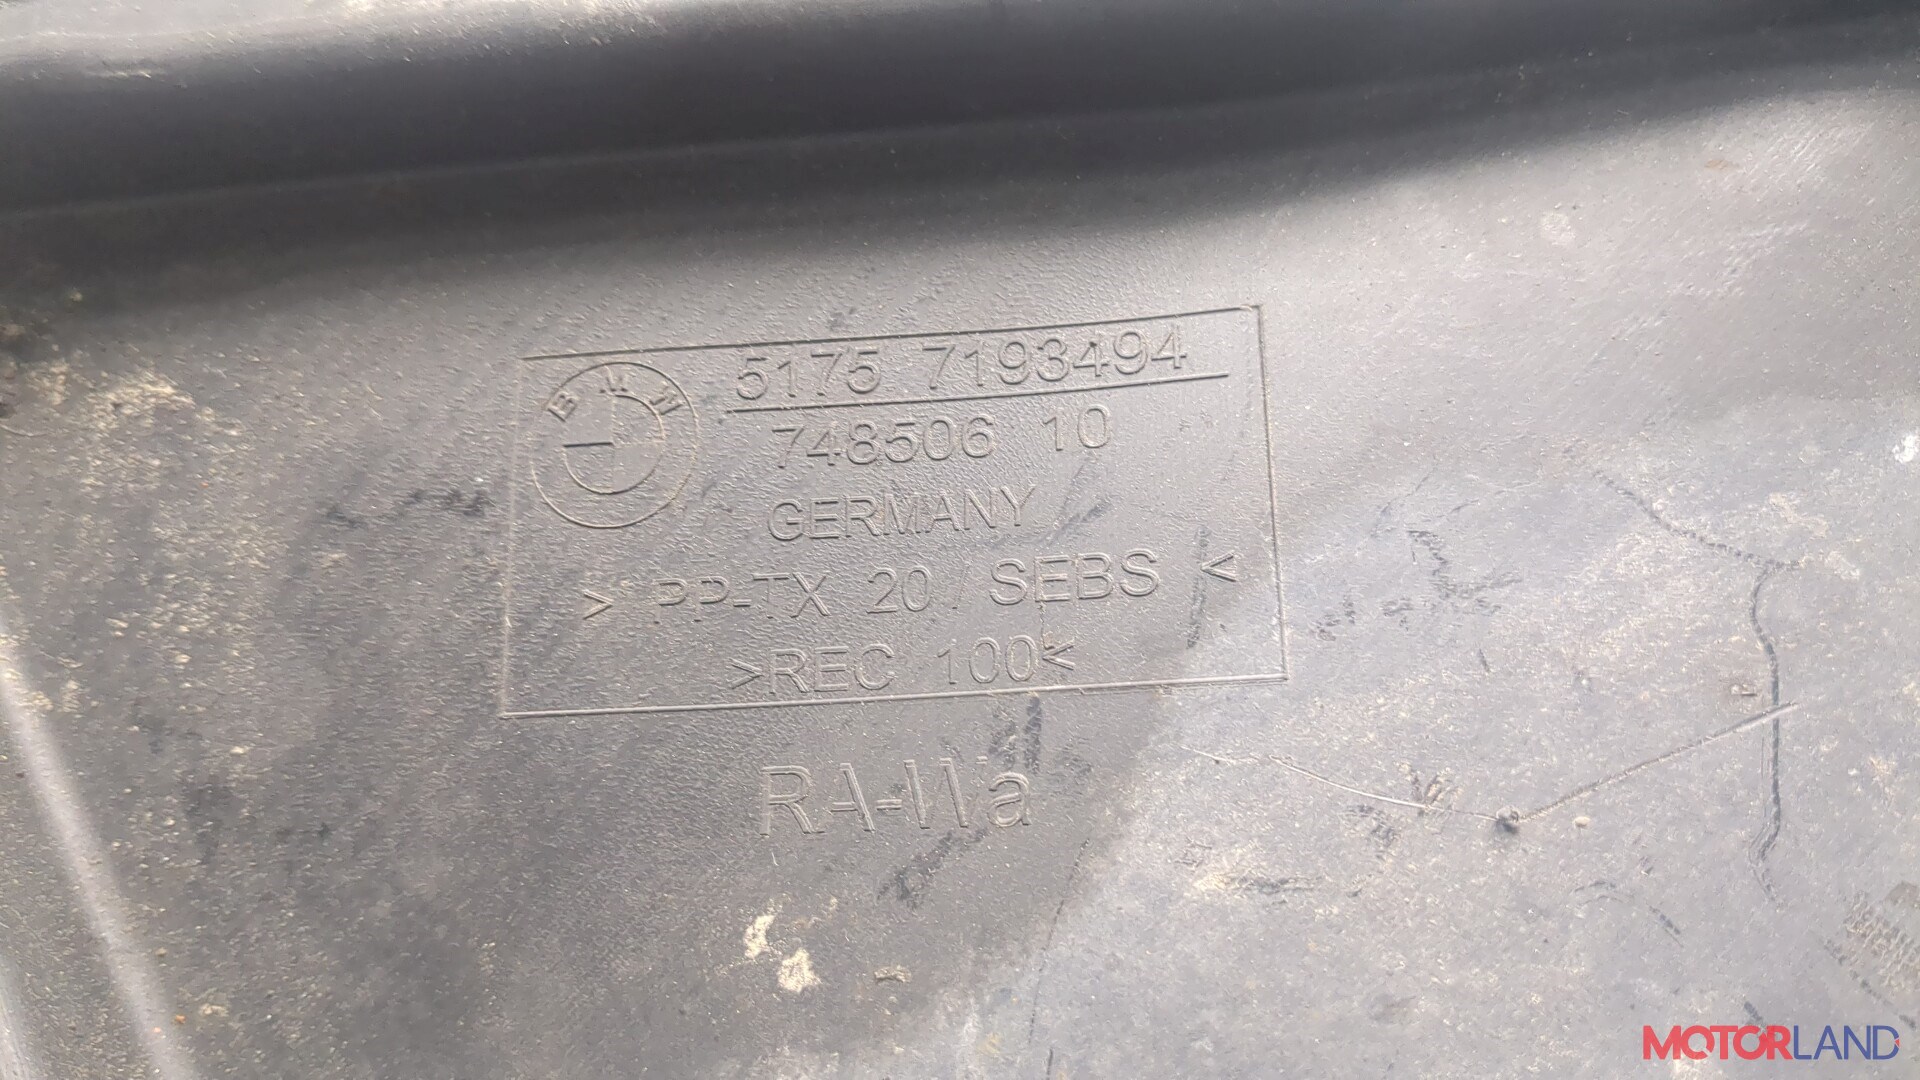 BMW
5175 7193494
748506 10
GERMANY
> PP-TX 20 / SEBS <
>REC 100<
RA-Wa
MOTORLAND